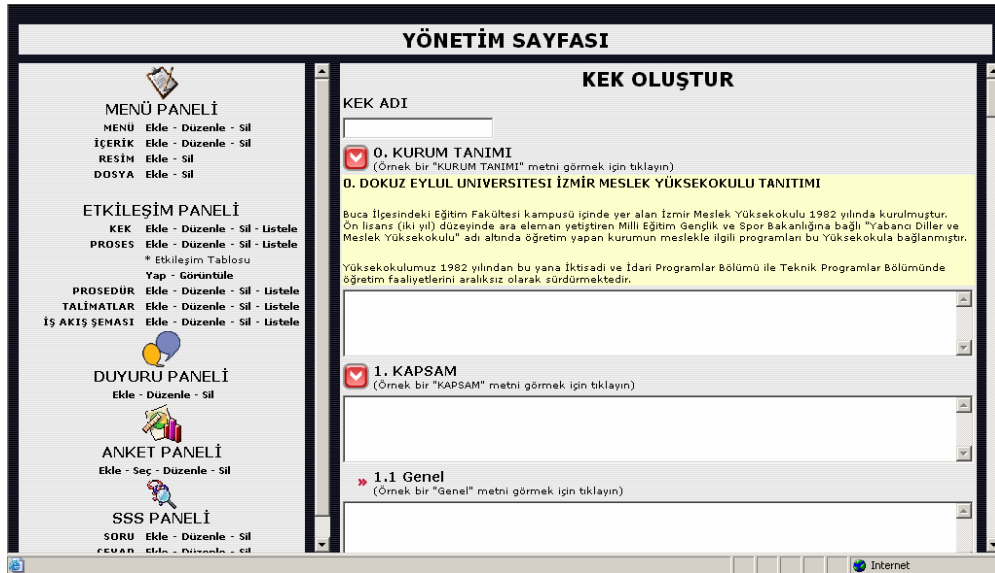 YÖNETİM SAYFASI
MENÜ PANELİ
MENÜ Ekle - Düzenle - Sil
İÇERİK Ekle - Düzenle - Sil
RESİM Ekle - Sil
DOSYA Ekle - Sil
ETKİLEŞİM PANELİ
KEK Ekle - Düzenle - Sil - Listele
PROSES Ekle - Düzenle - Sil - Listele
* Etkileşim Tablosu
Yap - Görüntüle
PROSEDÜR Ekle - Düzenle - Sil - Listele
TALİMATLAR Ekle - Düzenle - Sil - Listele
İŞ AKIŞ ŞEMASI Ekle - Düzenle - Sil - Listele
DUYURU PANELİ
Ekle - Düzenle - Sil
ANKET PANELİ
Ekle - Seç - Düzenle - Sil
SSS PANELİ
SORU Ekle - Düzenle - Sil
CEVAP Ekle - Düzenle - Sil
KEK OLUŞTUR
KEK ADI
0. KURUM TANIMI
(Örnek bir "KURUM TANIMI" metni görmek için tıklayın)
0. DOKUZ EYLUL UNIVERSITESI İZMİR MESLEK YÜKSEKOKULU TANITIMI
Buca İlçesindeki Eğitim Fakültesi kampusü içinde yer alan İzmir Meslek Yüksekokulu 1982 yılında kurulmuştur.
Ön lisans (iki yıl) düzeyinde ara eleman yetiştiren Milli Eğitim Gençlik ve Spor Bakanlığına bağlı "Yabancı Diller ve
Meslek Yüksekokulu" adı altında öğretim yapan kurumun meslekle ilgili programları bu Yüksekokula bağlanmıştır.
Yüksekokulumuz 1982 yılından bu yana İktisadi ve İdari Programlar Bölümü ile Teknik Programlar Bölümünde
öğretim faaliyetlerini aralıksız olarak sürdürmektedir.
1. KAPSAM
(Örnek bir "KAPSAM" metni görmek için tıklayın)
1.1 Genel
(Örnek bir "Genel" metni görmek için tıklayın)
Internet